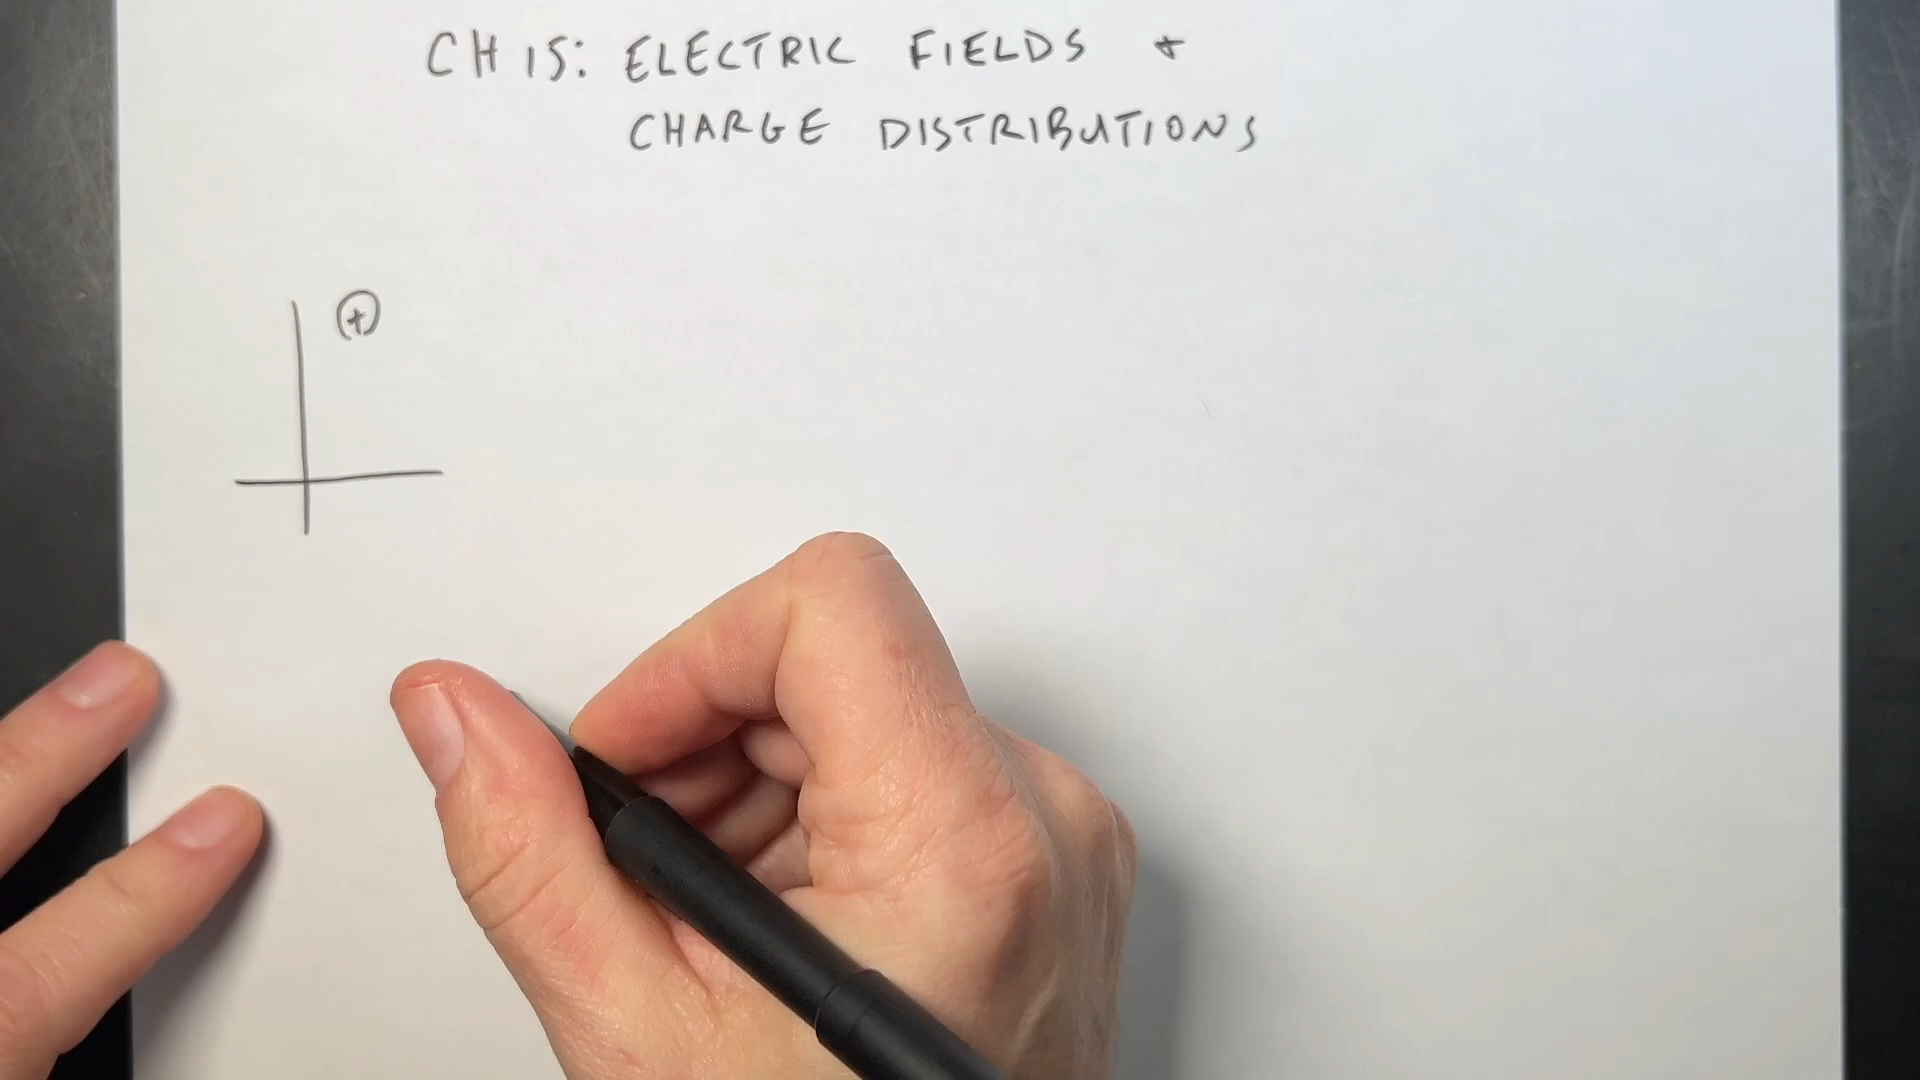 CH 15: ELECTRIC FIELDS +
CHARGE DISTRIBUTIONS
+